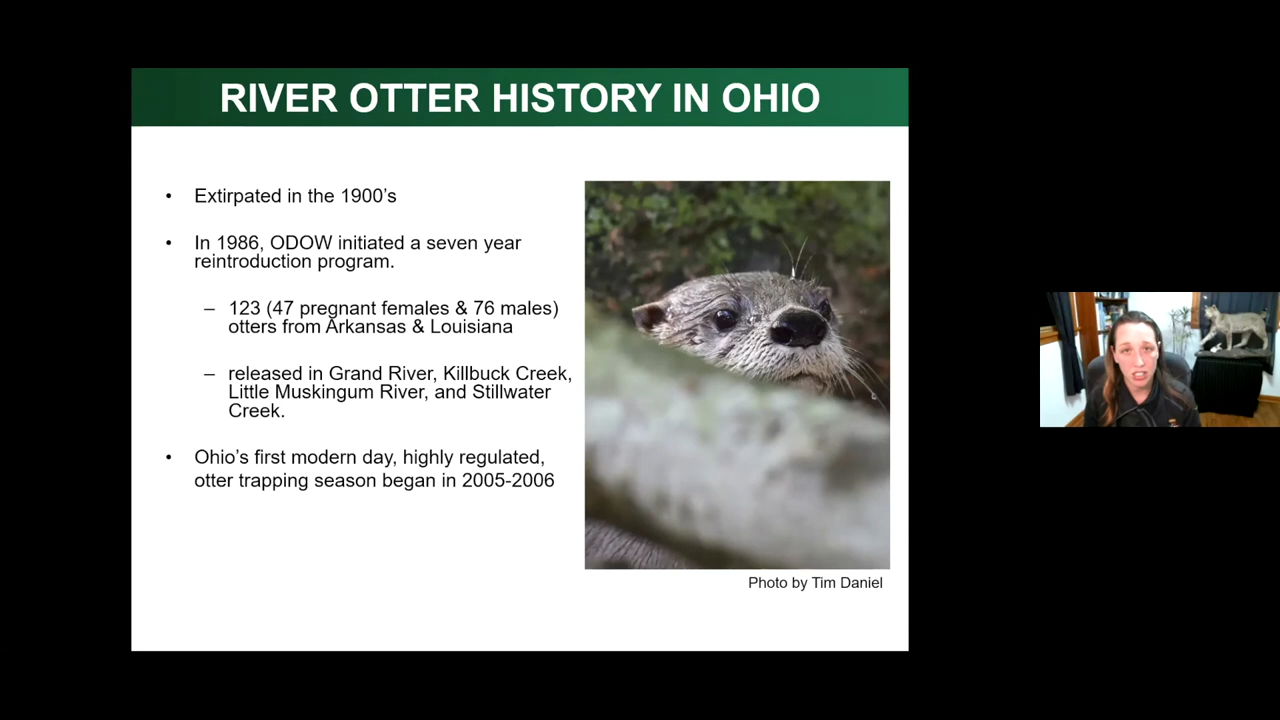 RIVER OTTER HISTORY IN OHIO
• Extirpated in the 1900’s
• In 1986, ODOW initiated a seven year
reintroduction program.
– 123 (47 pregnant females & 76 males)
otters from Arkansas & Louisiana
– released in Grand River, Killbuck Creek,
Little Muskingum River, and Stillwater
Creek.
• Ohio’s first modern day, highly regulated,
otter trapping season began in 2005-2006
Photo by Tim Daniel